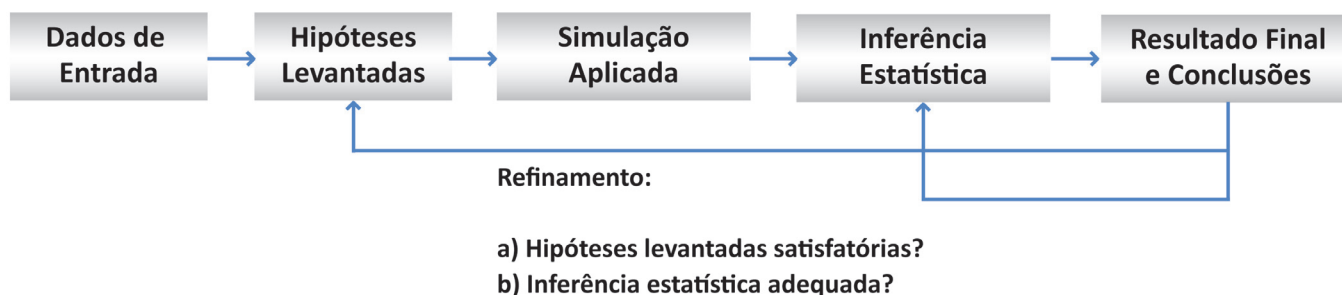 Dados de
Entrada
Hipóteses
Levantadas
Simulação
Aplicada
Inferência
Estatística
Resultado Final
e Conclusões
Refinamento:
a) Hipóteses levantadas satisfatórias?
b) Inferência estatística adequada?